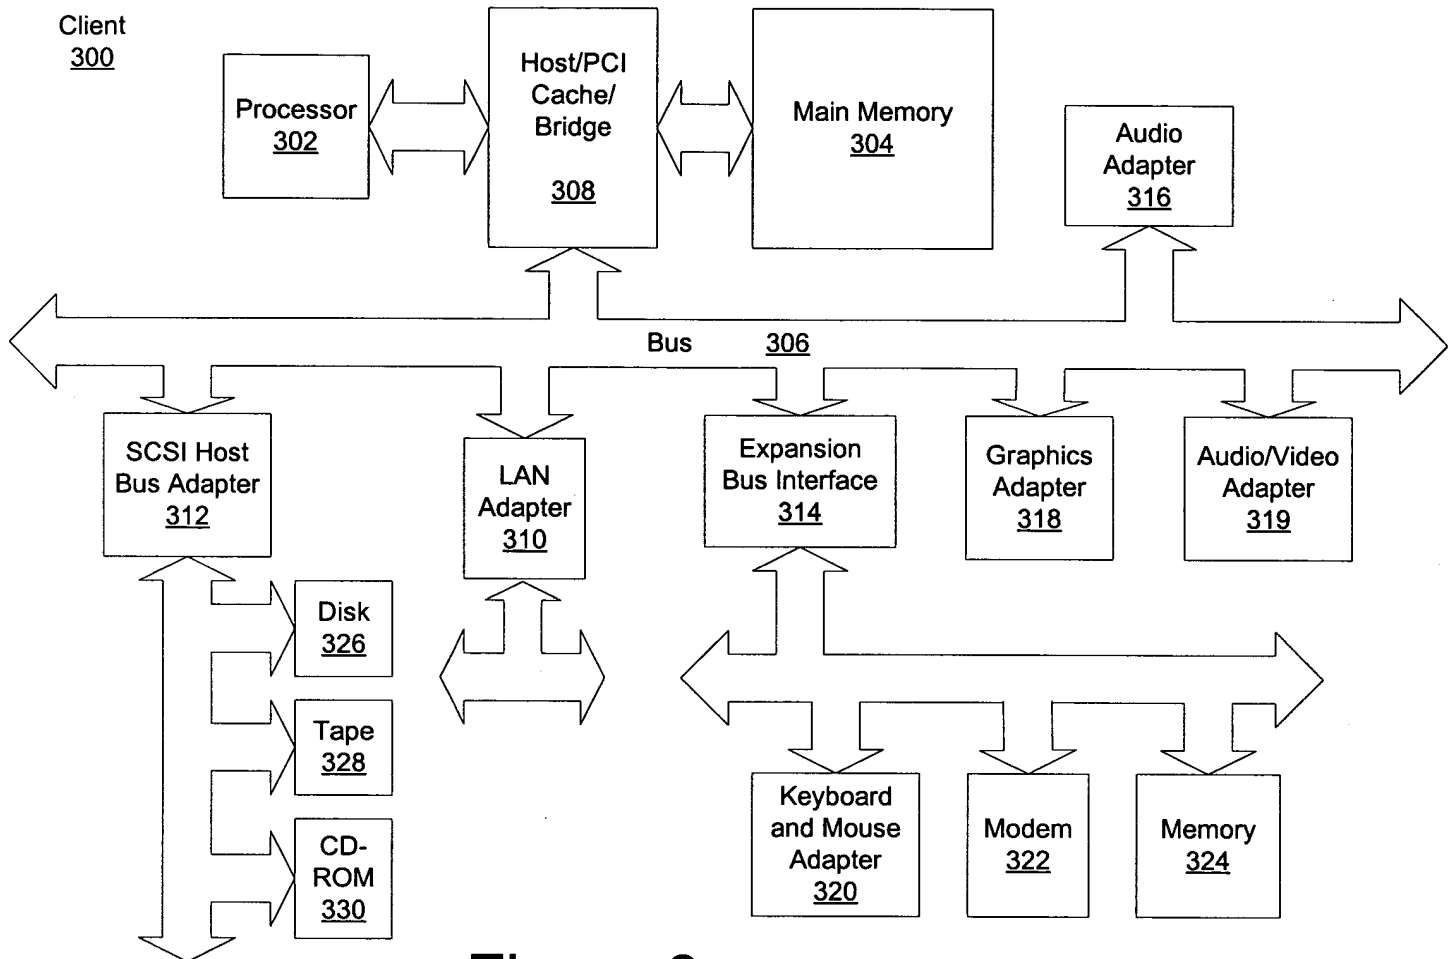 Client
300
Processor
302
Host/PCI
Cache/
Bridge
308
Main Memory
304
Audio
Adapter
316
Bus 306
SCSI Host
Bus Adapter
312
LAN
Adapter
310
Expansion
Bus Interface
314
Graphics
Adapter
318
Audio/Video
Adapter
319
Disk
326
Tape
328
CD-
ROM
330
Keyboard
and Mouse
Adapter
320
Modem
322
Memory
324